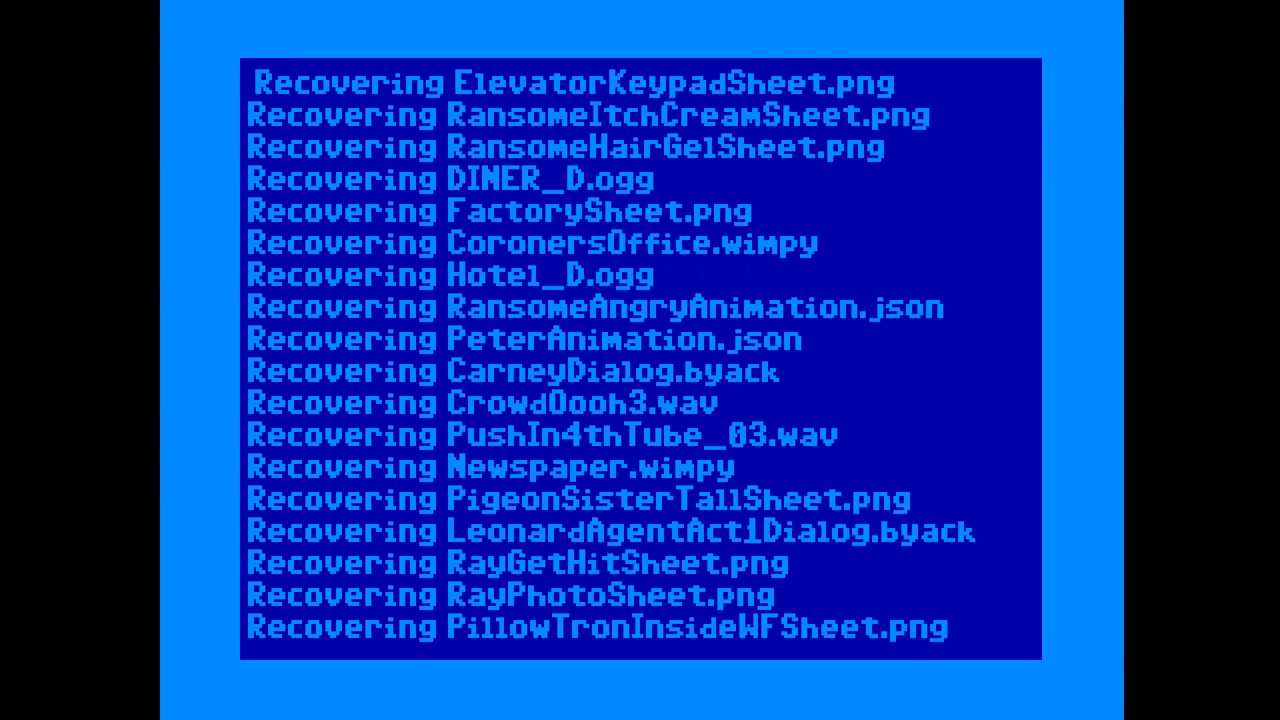 Recovering ElevatorKeypadSheet.png
Recovering RansomeItchCreamSheet.png
Recovering RansomeHairGelSheet.png
Recovering DINER_D.ogg
Recovering FactorySheet.png
Recovering CoronersOffice.wimpy
Recovering Hotel_D.ogg
Recovering RansomeAngryAnimation.json
Recovering PeterAnimation.json
Recovering CarneyDialog.byack
Recovering CrowdOooh3.wav
Recovering PushIn4thTube_03.wav
Recovering Newspaper.wimpy
Recovering PigeonSisterTallSheet.png
Recovering LeonardAgentAct1Dialog.byack
Recovering RayGetHitSheet.png
Recovering RayPhotoSheet.png
Recovering PillowTronInsideWFSheet.png